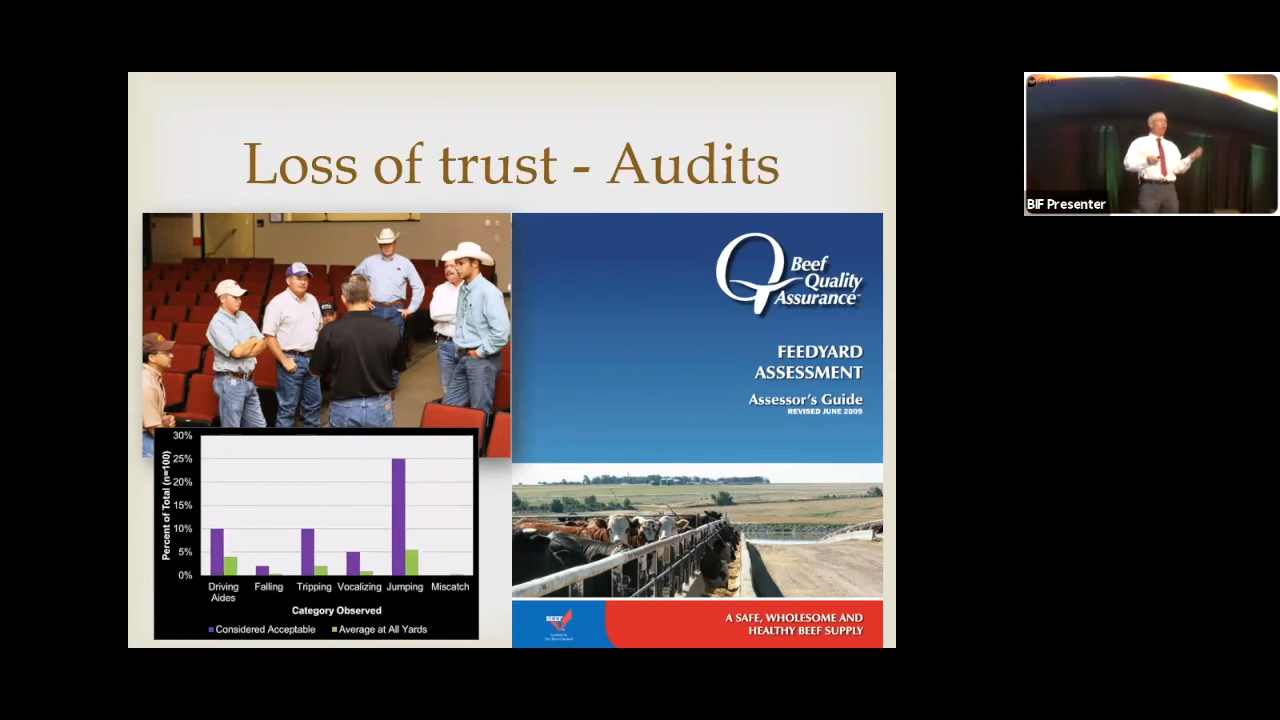 Loss of trust - Audits
Beef
Quality
Assurance™
FEEDYARD
ASSESSMENT
Assessor's Guide
REVISED JUNE 2009
30%
25%
20%
15%
10%
5%
0%
Percent of Total (n=100)
Driving
Aides
Falling
Tripping
Vocalizing
Jumping
Miscatch
Category Observed
Considered Acceptable
Average at All Yards
BEEF
A SAFE, WHOLESOME AND
HEALTHY BEEF SUPPLY
BIF Presenter